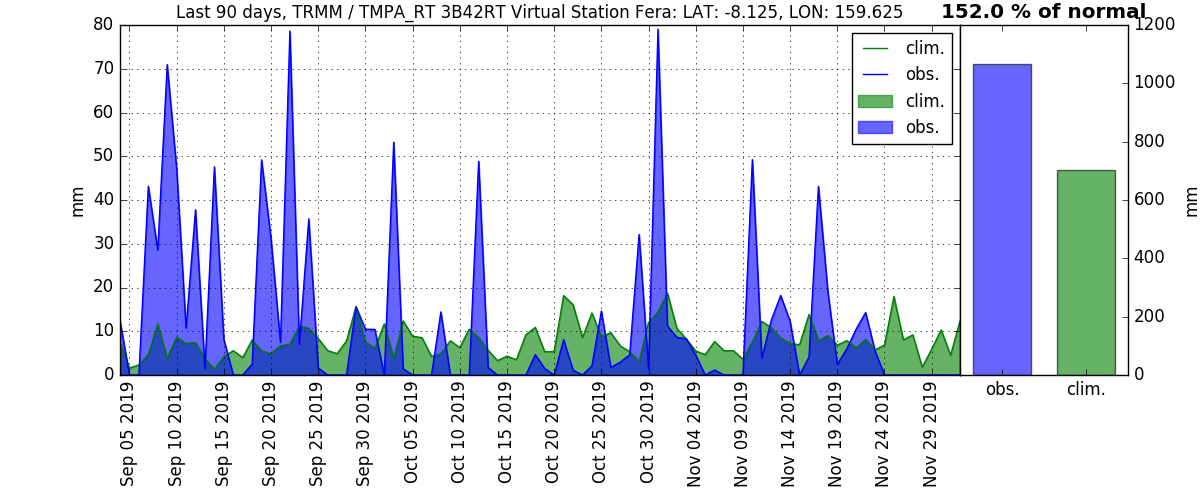 Last 90 days, TRMM / TMPA_RT 3B42RT Virtual Station Fera: LAT: -8.125, LON: 159.625
152.0 % of normal
80
70
60
50
40
30
20
10
0
mm
clim.
obs.
clim.
obs.
1200
1000
800
600
400
200
0
mm
Sep 05 2019
Sep 10 2019
Sep 15 2019
Sep 20 2019
Sep 25 2019
Sep 30 2019
Oct 05 2019
Oct 10 2019
Oct 15 2019
Oct 20 2019
Oct 25 2019
Oct 30 2019
Nov 04 2019
Nov 09 2019
Nov 14 2019
Nov 19 2019
Nov 24 2019
Nov 29 2019
obs.
clim.